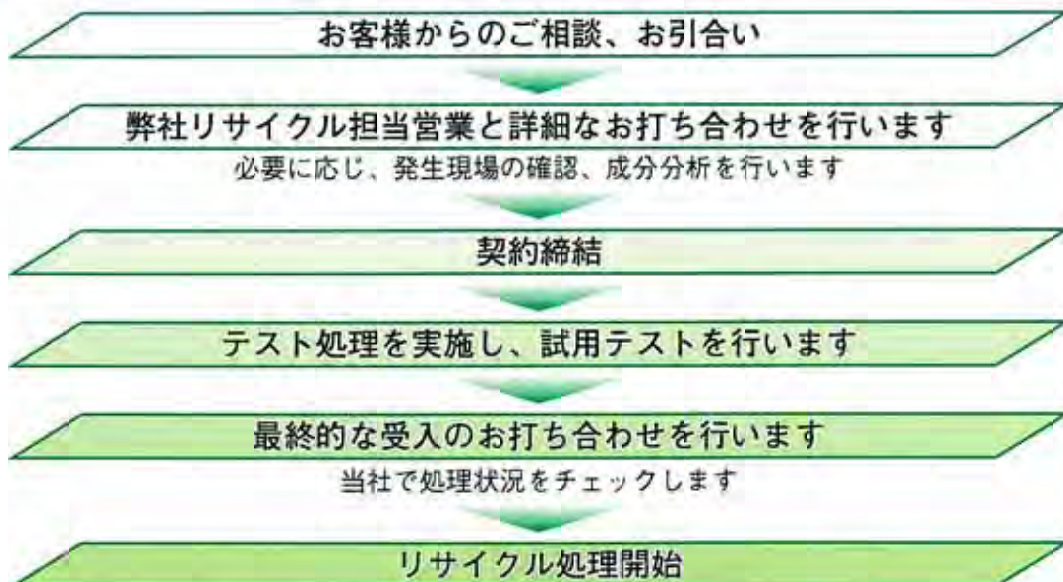 お客様からのご相談、お引合い
弊社リサイクル担当営業と詳細なお打ち合わせを行います
必要に応じ、発生現場の確認、成分分析を行います
契約締結
テスト処理を実施し、試用テストを行います
最終的な受入のお打ち合わせを行います
当社で処理状況をチェックします
リサイクル処理開始